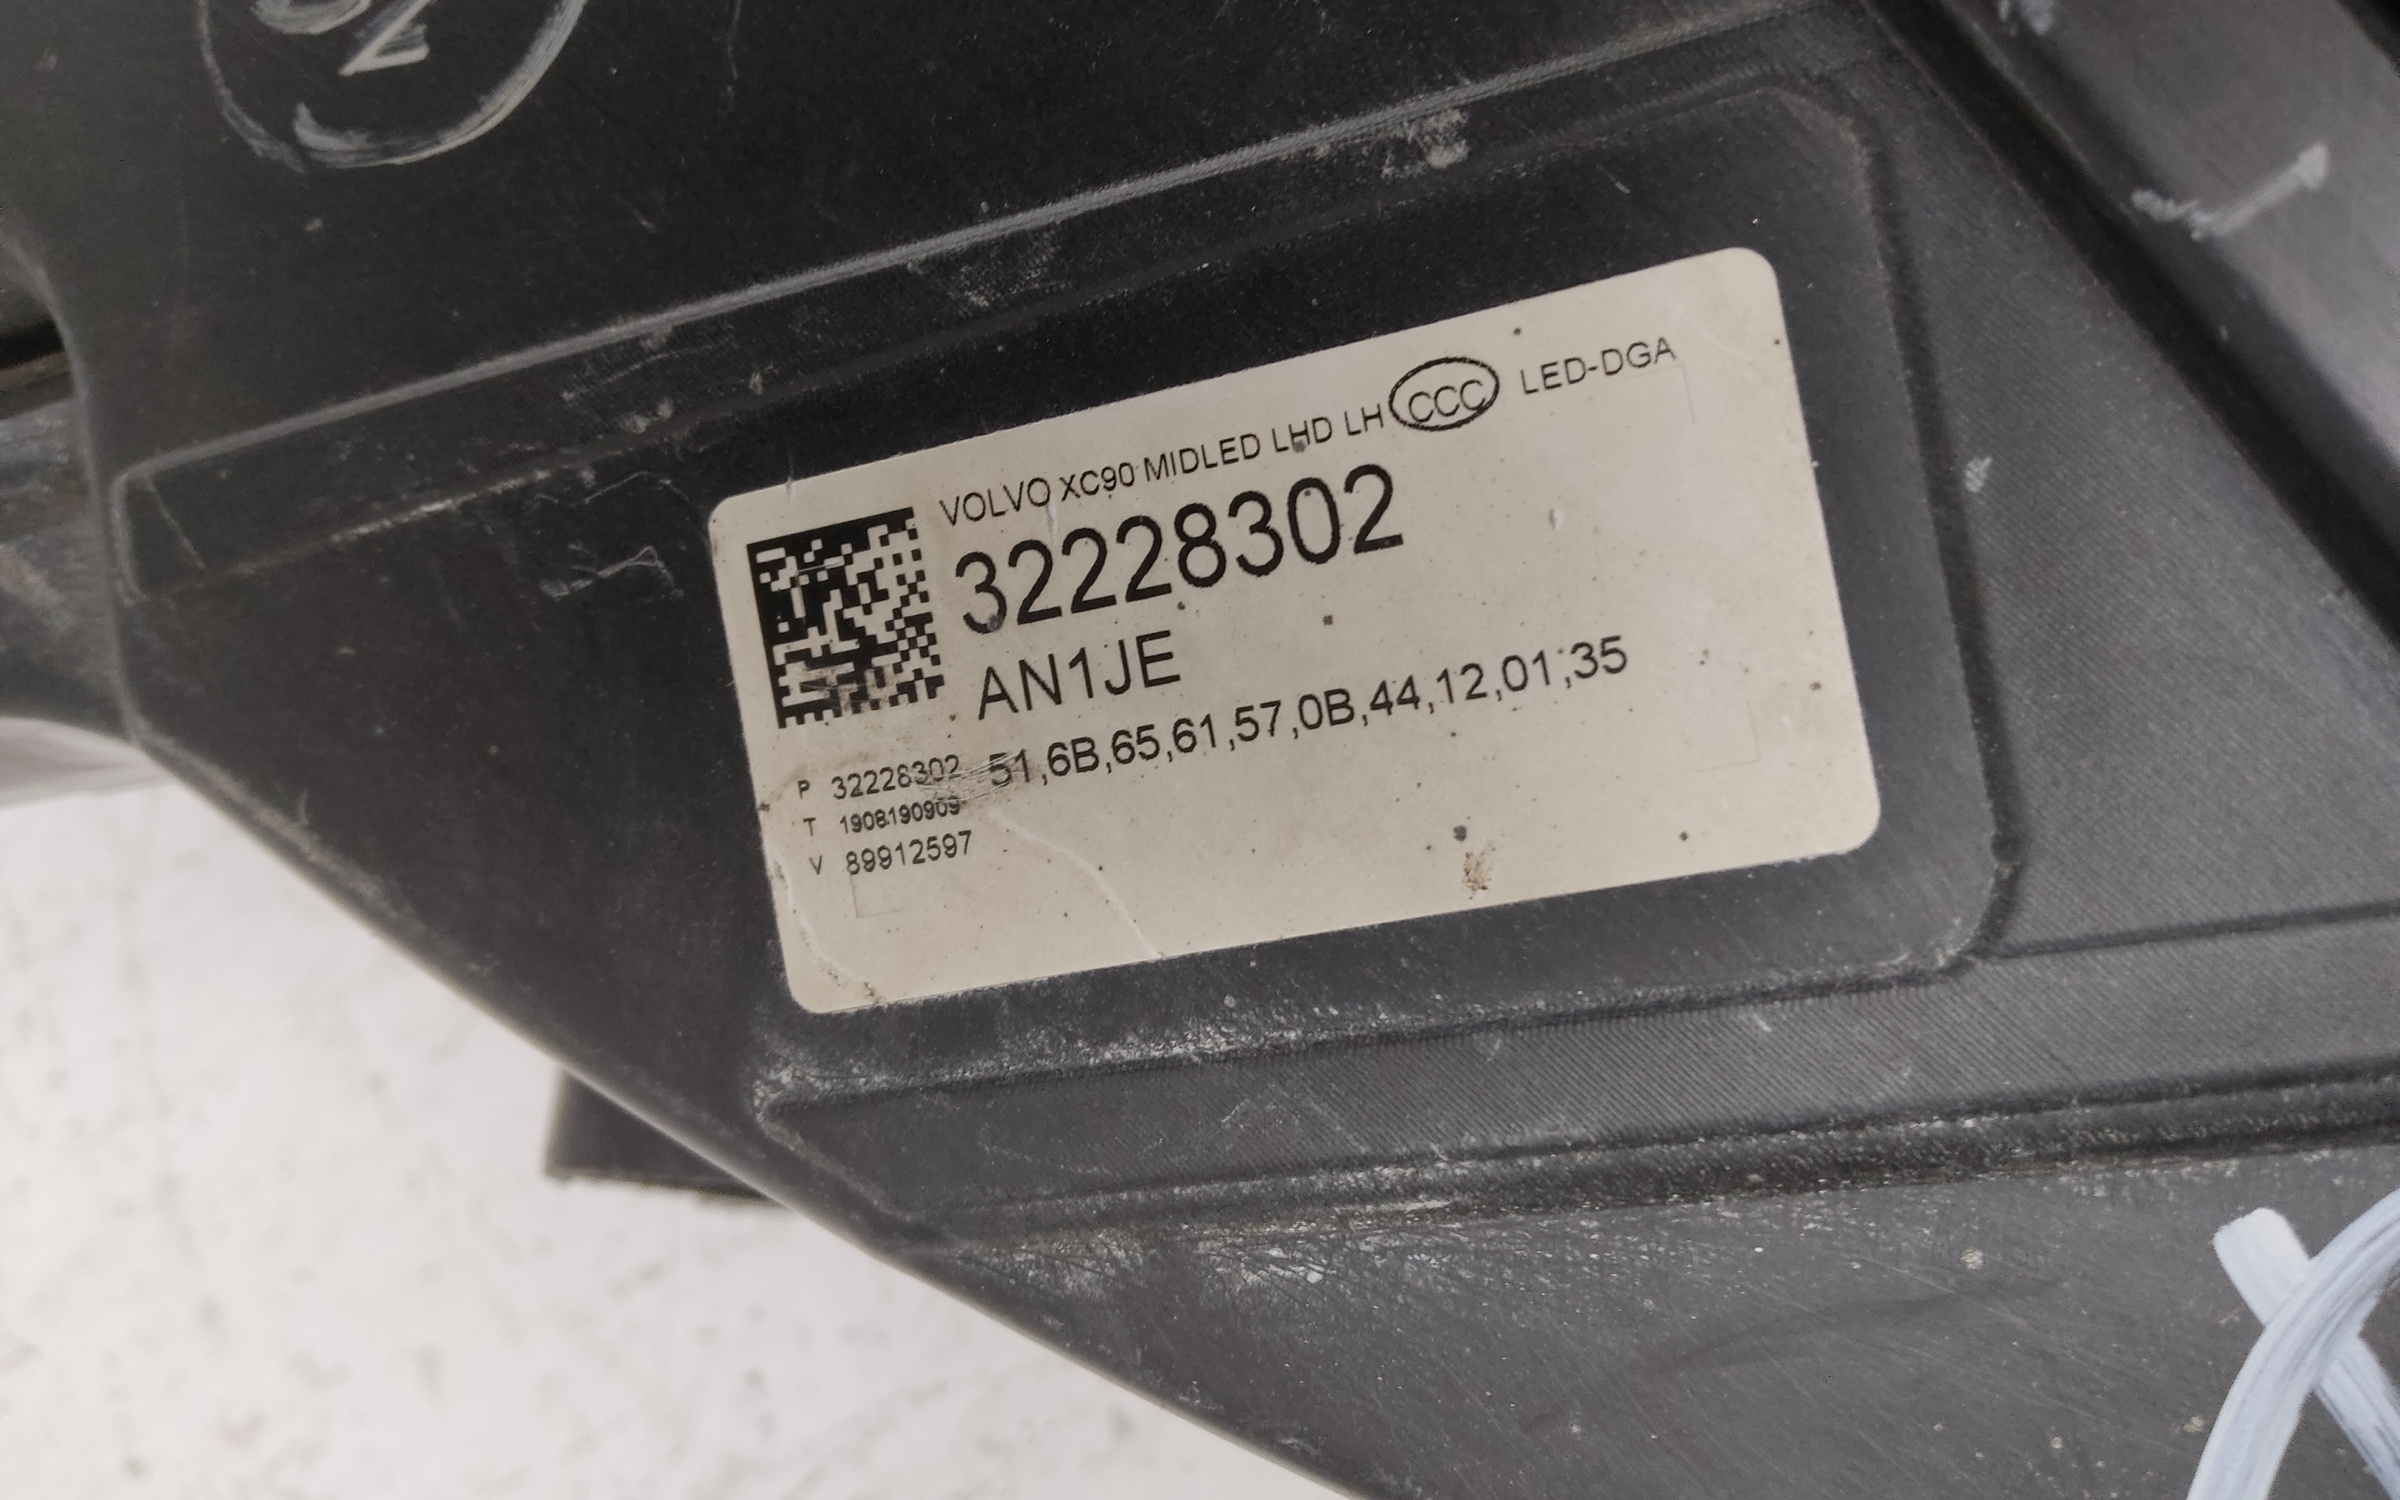 VOLVO XC90 MIDLED LHD LH CCC LED-DGA
32228302
AN1JE
51,6B,65,61,57,0B,44,12,01,35
P 32228302
T 1908190909
V 89912597